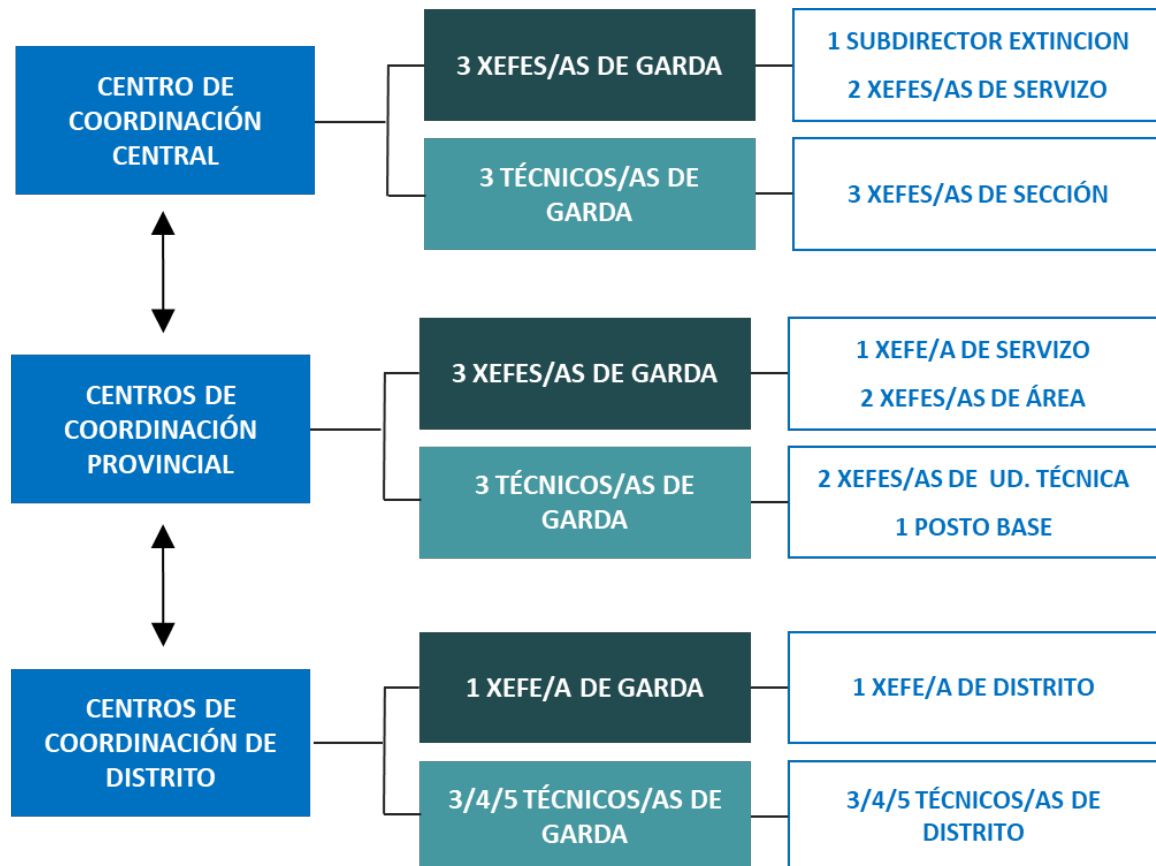 CENTRO DE
COORDINACIÓN
CENTRAL
3 XEFES/AS DE GARDA
1 SUBDIRECTOR EXTINCION
2 XEFES/AS DE SERVIZO
3 TÉCNICOS/AS DE
GARDA
3 XEFES/AS DE SECCIÓN
CENTROS DE
COORDINACIÓN
PROVINCIAL
3 XEFES/AS DE GARDA
1 XEFE/A DE SERVIZO
2 XEFES/AS DE ÁREA
3 TÉCNICOS/AS DE
GARDA
2 XEFES/AS DE UD. TÉCNICA
1 POSTO BASE
CENTROS DE
COORDINACIÓN DE
DISTRITO
1 XEFE/A DE GARDA
1 XEFE/A DE DISTRITO
3/4/5 TÉCNICOS/AS DE
GARDA
3/4/5 TÉCNICOS/AS DE
DISTRITO